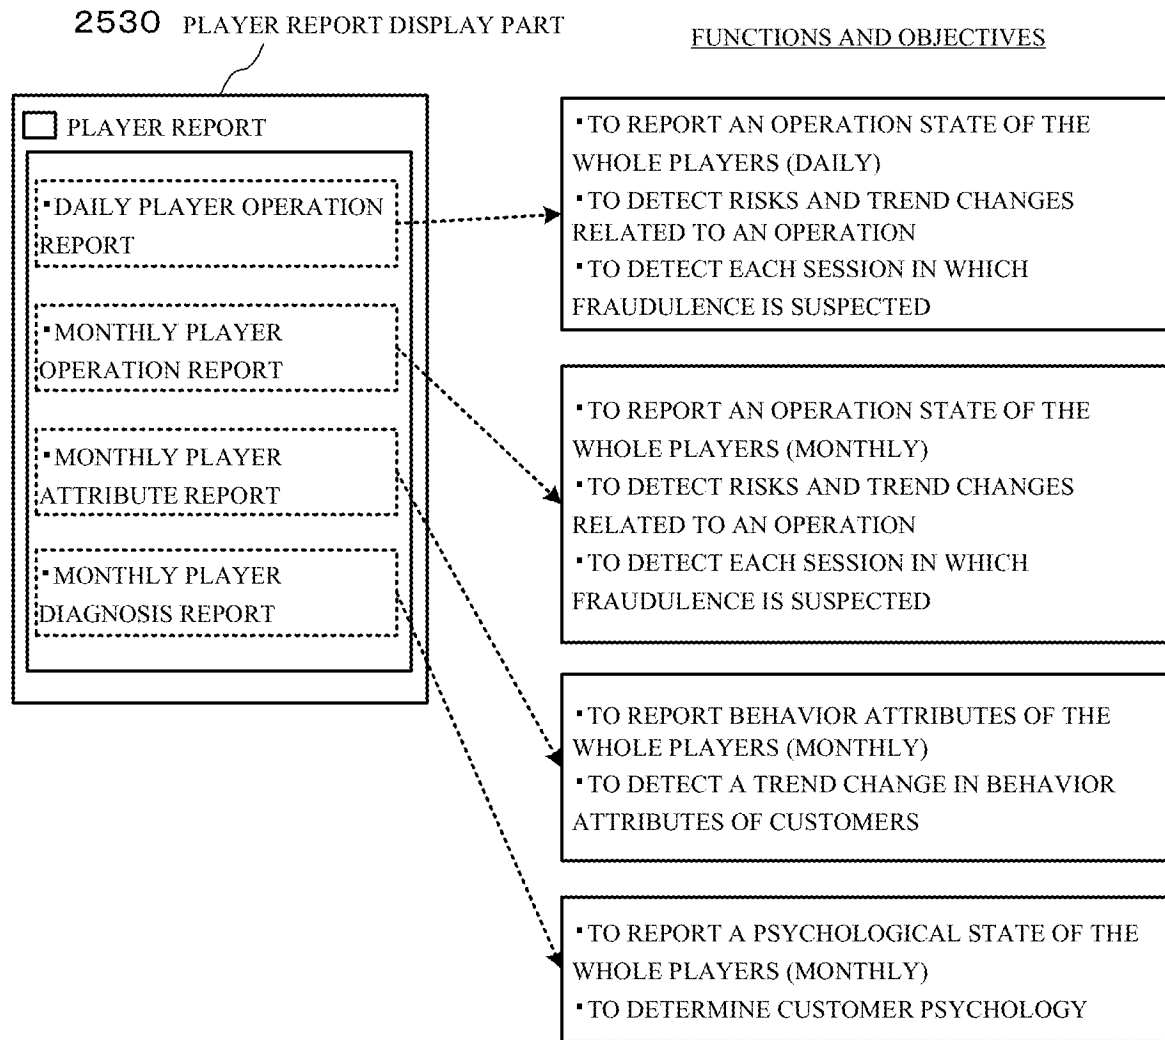 2530 PLAYER REPORT DISPLAY PART
FUNCTIONS AND OBJECTIVES
PLAYER REPORT
▪DAILY PLAYER OPERATION
REPORT
▪MONTHLY PLAYER
OPERATION REPORT
▪MONTHLY PLAYER
ATTRIBUTE REPORT
▪MONTHLY PLAYER
DIAGNOSIS REPORT
▪TO REPORT AN OPERATION STATE OF THE
WHOLE PLAYERS (DAILY)
▪TO DETECT RISKS AND TREND CHANGES
RELATED TO AN OPERATION
▪TO DETECT EACH SESSION IN WHICH
FRAUDULENCE IS SUSPECTED
▪TO REPORT AN OPERATION STATE OF THE
WHOLE PLAYERS (MONTHLY)
▪TO DETECT RISKS AND TREND CHANGES
RELATED TO AN OPERATION
▪TO DETECT EACH SESSION IN WHICH
FRAUDULENCE IS SUSPECTED
▪TO REPORT BEHAVIOR ATTRIBUTES OF THE
WHOLE PLAYERS (MONTHLY)
▪TO DETECT A TREND CHANGE IN BEHAVIOR
ATTRIBUTES OF CUSTOMERS
▪TO REPORT A PSYCHOLOGICAL STATE OF THE
WHOLE PLAYERS (MONTHLY)
▪TO DETERMINE CUSTOMER PSYCHOLOGY